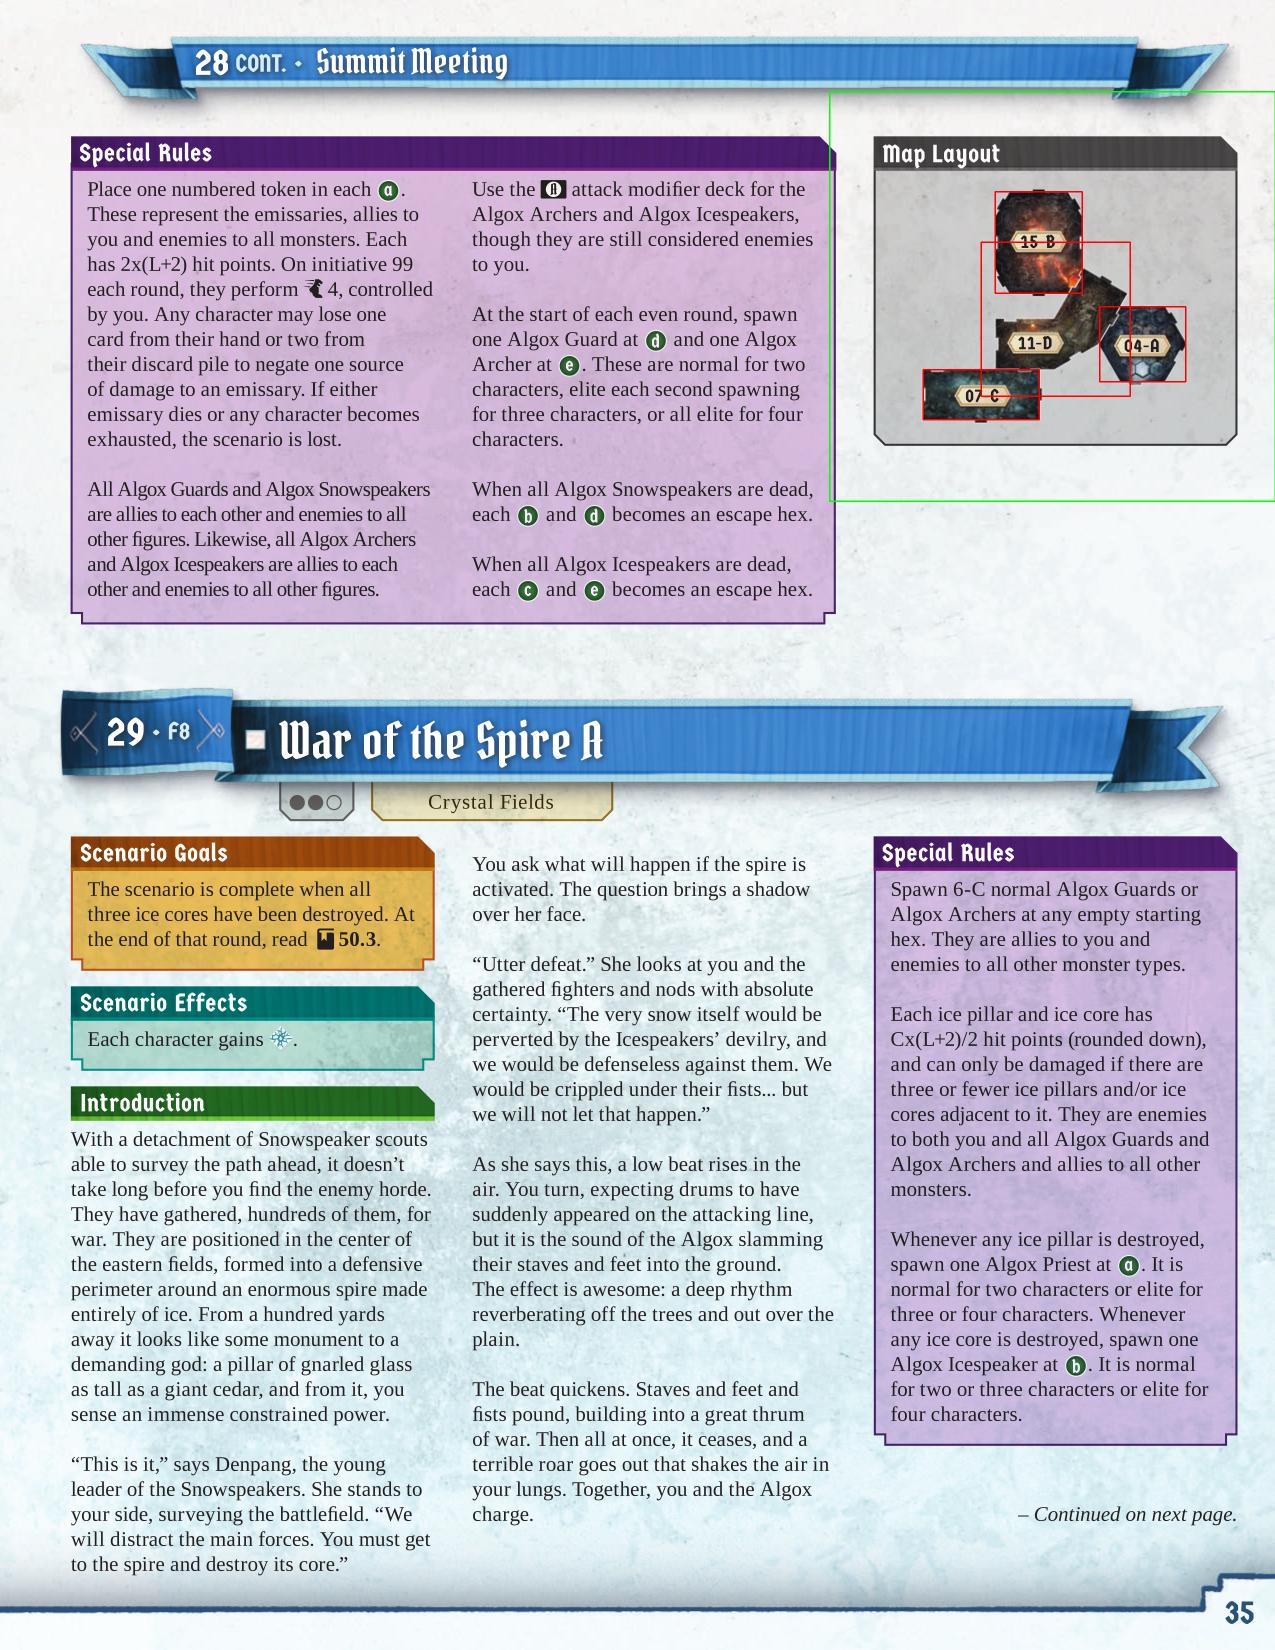 28 CONT. · Summit Meeting
Special Rules
Place one numbered token in each a.
These represent the emissaries, allies to
you and enemies to all monsters. Each
has 2x(L+2) hit points. On initiative 99
each round, they perform 4, controlled
by you. Any character may lose one
card from their hand or two from
their discard pile to negate one source
of damage to an emissary. If either
emissary dies or any character becomes
exhausted, the scenario is lost.
All Algox Guards and Algox Snowspeakers
are allies to each other and enemies to all
other figures. Likewise, all Algox Archers
and Algox Icespeakers are allies to each
other and enemies to all other figures.
Use the A attack modifier deck for the
Algox Archers and Algox Icespeakers,
though they are still considered enemies
to you.
At the start of each even round, spawn
one Algox Guard at d and one Algox
Archer at e. These are normal for two
characters, elite each second spawning
for three characters, or all elite for four
characters.
When all Algox Snowspeakers are dead,
each b and d becomes an escape hex.
When all Algox Icespeakers are dead,
each c and e becomes an escape hex.
Map Layout
15-B
11-D
04-A
07-C
29 · F8
War of the Spire A
Crystal Fields
Scenario Goals
The scenario is complete when all
three ice cores have been destroyed. At
the end of that round, read 50.3.
Scenario Effects
Each character gains .
Introduction
With a detachment of Snowspeaker scouts
able to survey the path ahead, it doesn’t
take long before you find the enemy horde.
They have gathered, hundreds of them, for
war. They are positioned in the center of
the eastern fields, formed into a defensive
perimeter around an enormous spire made
entirely of ice. From a hundred yards
away it looks like some monument to a
demanding god: a pillar of gnarled glass
as tall as a giant cedar, and from it, you
sense an immense constrained power.
“This is it,” says Denpang, the young
leader of the Snowspeakers. She stands to
your side, surveying the battlefield. “We
will distract the main forces. You must get
to the spire and destroy its core.”
You ask what will happen if the spire is
activated. The question brings a shadow
over her face.
“Utter defeat.” She looks at you and the
gathered fighters and nods with absolute
certainty. “The very snow itself would be
perverted by the Icespeakers’ devilry, and
we would be defenseless against them. We
would be crippled under their fists... but
we will not let that happen.”
As she says this, a low beat rises in the
air. You turn, expecting drums to have
suddenly appeared on the attacking line,
but it is the sound of the Algox slamming
their staves and feet into the ground.
The effect is awesome: a deep rhythm
reverberating off the trees and out over the
plain.
The beat quickens. Staves and feet and
fists pound, building into a great thrum
of war. Then all at once, it ceases, and a
terrible roar goes out that shakes the air in
your lungs. Together, you and the Algox
charge.
Special Rules
Spawn 6-C normal Algox Guards or
Algox Archers at any empty starting
hex. They are allies to you and
enemies to all other monster types.
Each ice pillar and ice core has
Cx(L+2)/2 hit points (rounded down),
and can only be damaged if there are
three or fewer ice pillars and/or ice
cores adjacent to it. They are enemies
to both you and all Algox Guards and
Algox Archers and allies to all other
monsters.
Whenever any ice pillar is destroyed,
spawn one Algox Priest at a. It is
normal for two characters or elite for
three or four characters. Whenever
any ice core is destroyed, spawn one
Algox Icespeaker at b. It is normal
for two or three characters or elite for
four characters.
– Continued on next page.
35